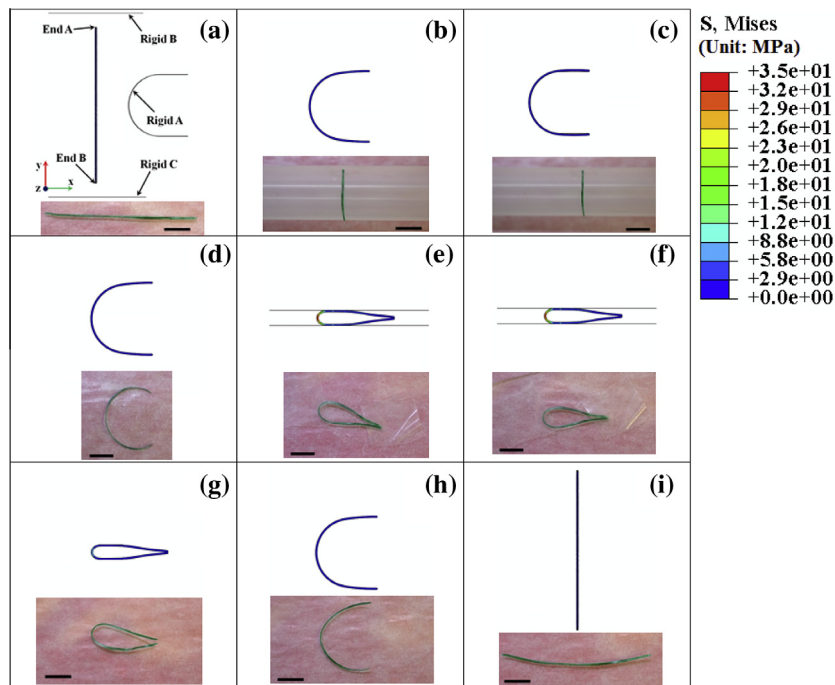 (a)
End A
Rigid B
Rigid A
End B
Rigid C
y
z
x
(b)
(c)
(d)
(e)
(f)
(g)
(h)
(i)
S, Mises
(Unit: MPa)
+3.5e+01
+3.2e+01
+2.9e+01
+2.6e+01
+2.3e+01
+2.0e+01
+1.8e+01
+1.5e+01
+1.2e+01
+8.8e+00
+5.8e+00
+2.9e+00
+0.0e+00